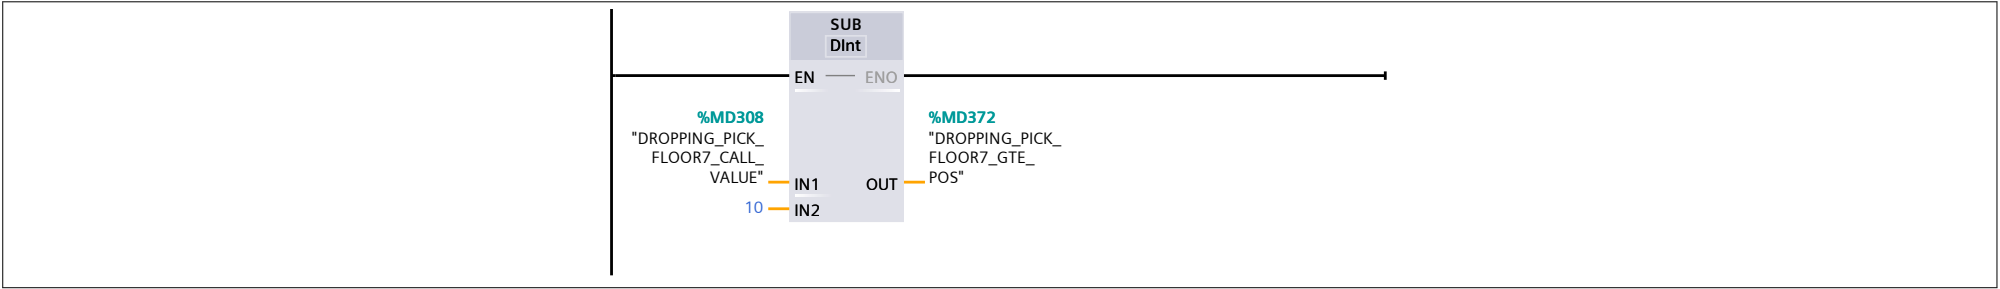 SUB
DInt
EN
ENO
%MD308
"DROPPING_PICK_
FLOOR7_CALL_
VALUE"
IN1
10
IN2
%MD372
"DROPPING_PICK_
FLOOR7_GTE_
POS"
OUT